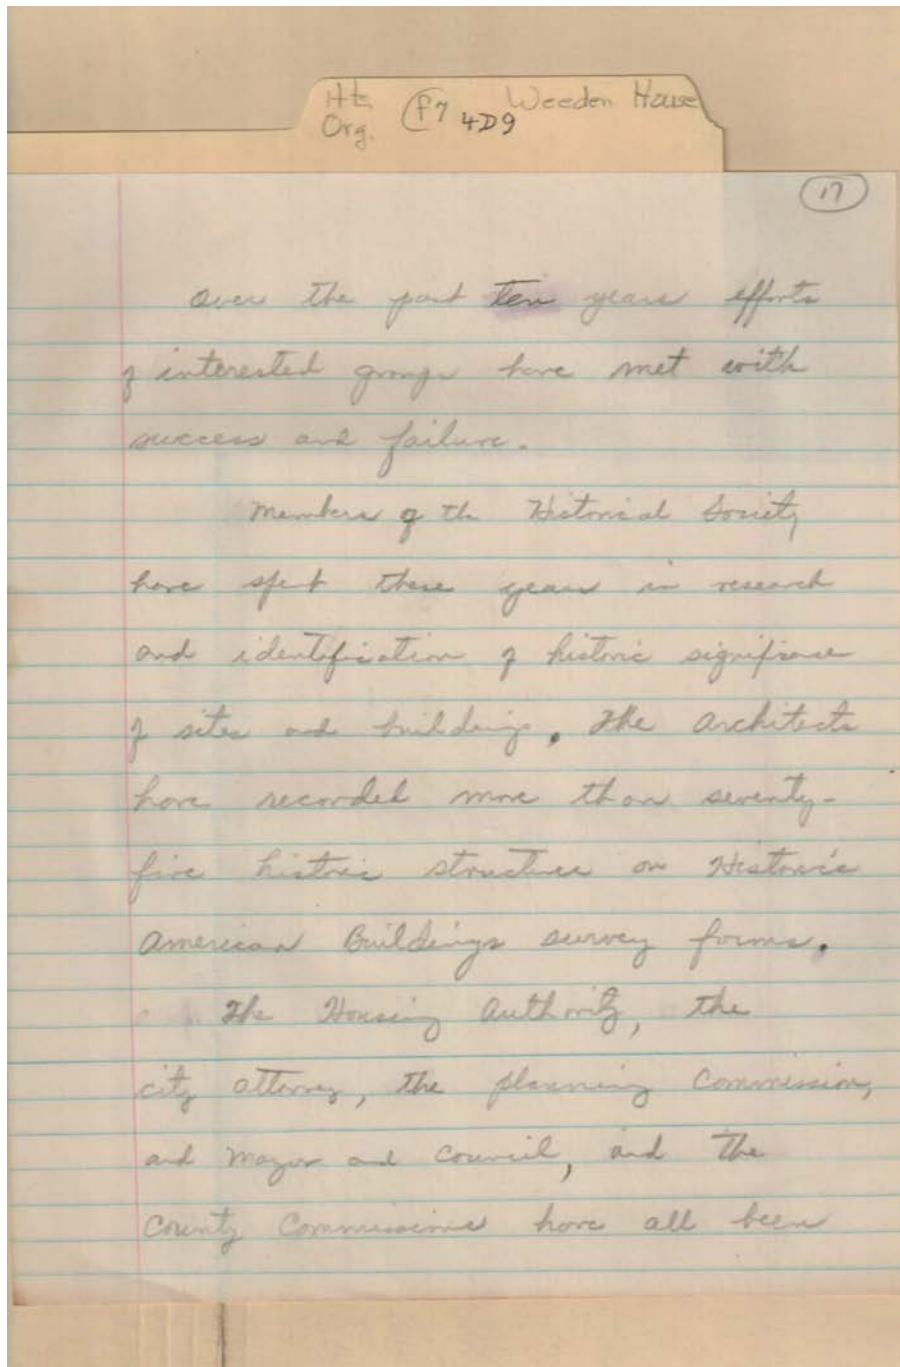 Hts. (P7 Weeden House
Org. 4D9
17
Over the past ten years efforts
of interested groups have met with
success and failure.
Members of the Historical Society
have spent these years in research
and identification of historic significance
of sites and buildings. The architects
have recorded more than seventy-
five historic structures on Historic
American Buildings survey forms.
The Housing Authority, the
city attorney, the planning commission,
and mayor and council, and the
County Commissions have all been